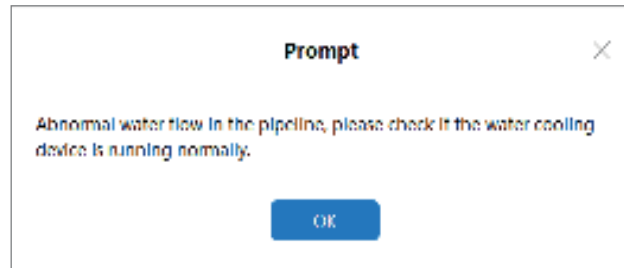 Prompt
Abnormal water flow in the pipeline, please check if the water cooling
device is running normally.
OK